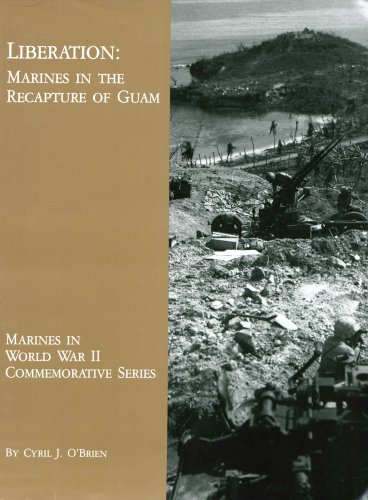 LIBERATION:
MARINES IN THE
RECAPTURE OF GUAM
MARINES IN
WORLD WAR II
COMMEMORATIVE SERIES
BY CYRIL J. O'BRIEN